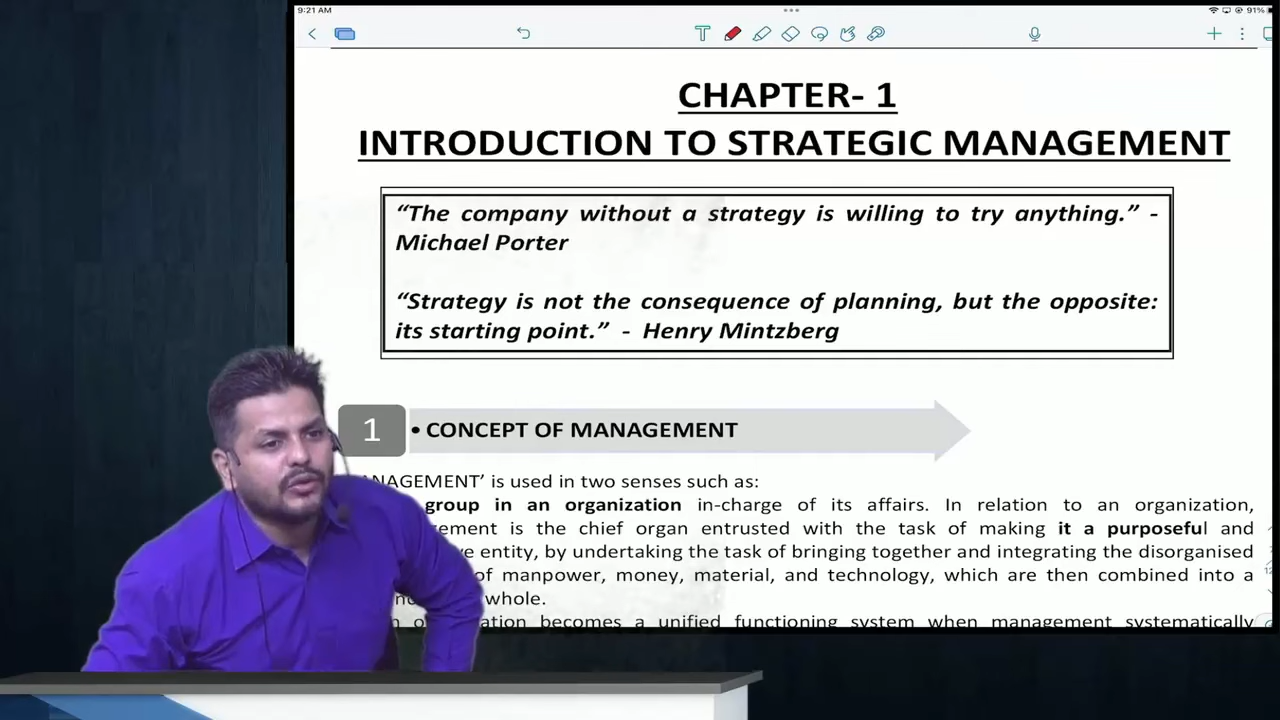 9:21 AM
91%
CHAPTER- 1
INTRODUCTION TO STRATEGIC MANAGEMENT
“The company without a strategy is willing to try anything.” -
Michael Porter
“Strategy is not the consequence of planning, but the opposite:
its starting point.” - Henry Mintzberg
1 • CONCEPT OF MANAGEMENT
is used in two senses such as:
group in an organization in-charge of its affairs. In relation to an organization,
is the chief organ entrusted with the task of making it a purposeful and
entity, by undertaking the task of bringing together and integrating the disorganised
of manpower, money, material, and technology, which are then combined into a
whole.
becomes a unified functioning system when management systematically